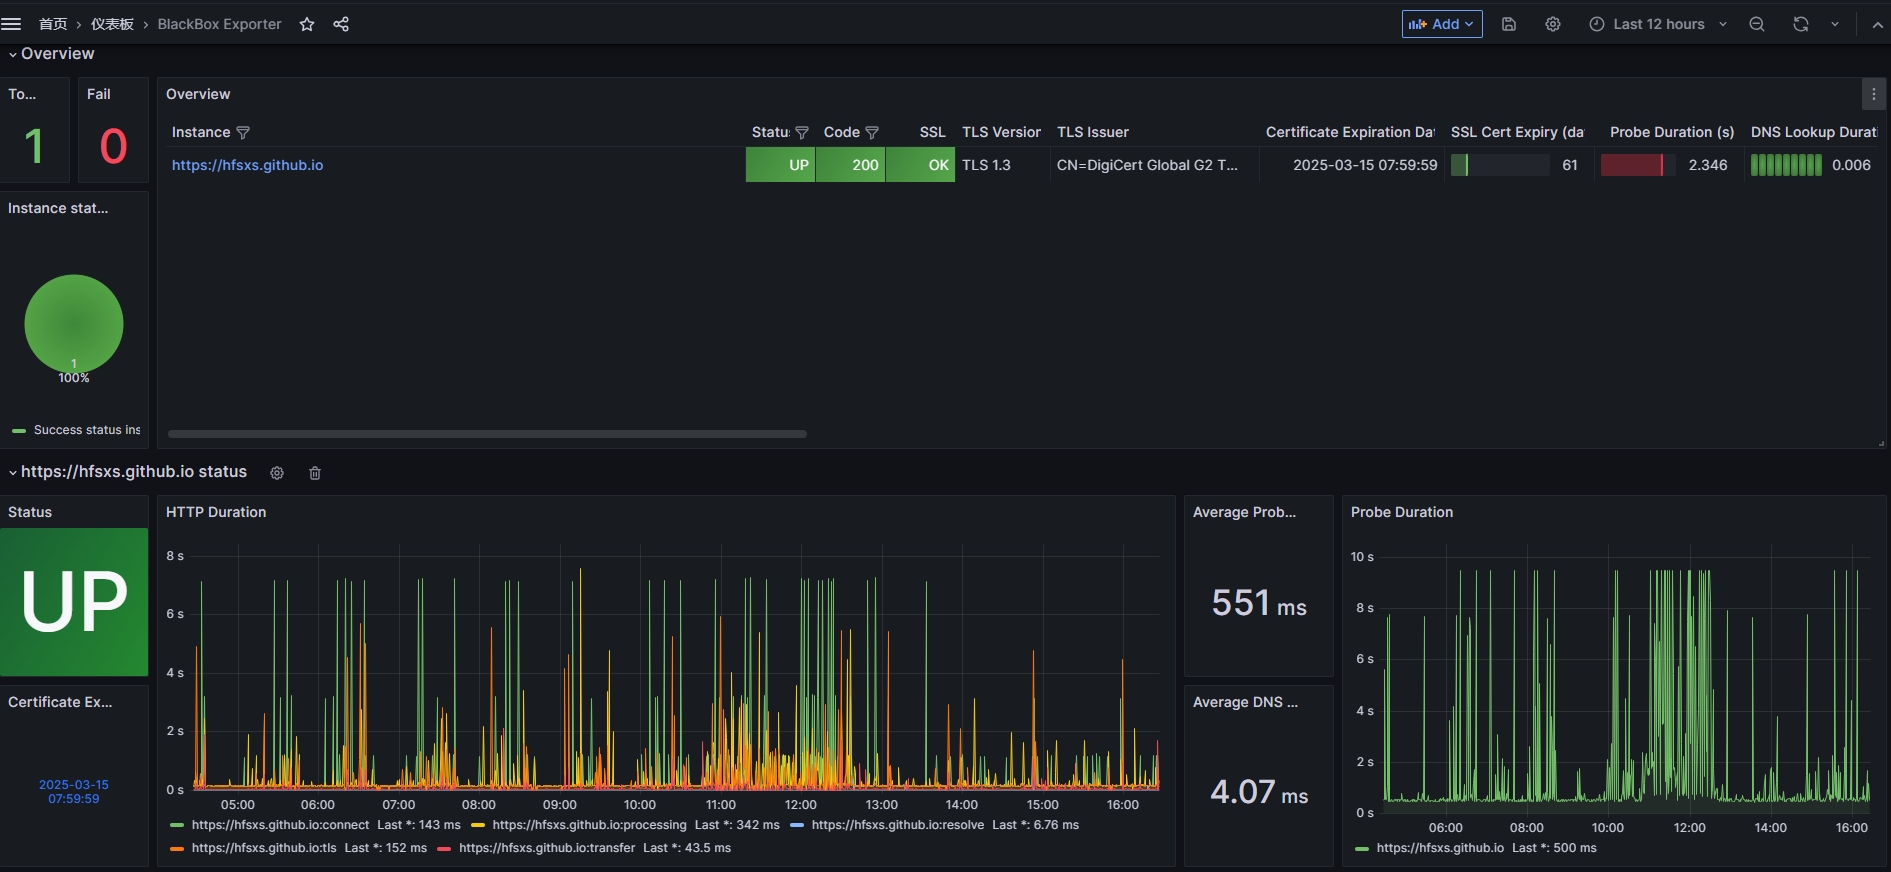 首页 › 仪表板 › BlackBox Exporter
Add
Last 12 hours
Overview
To...
1
Fail
0
Overview
Instance Statu Code SSL TLS Version TLS Issuer Certificate Expiration Dat SSL Cert Expiry (da Probe Duration (s) DNS Lookup Durati
https://hfsxs.github.io UP 200 OK TLS 1.3 CN=DigiCert Global G2 T... 2025-03-15 07:59:59 61 2.346 0.006
Instance stat...
1
100%
Success status ins
https://hfsxs.github.io status
Status
UP
Certificate Ex...
2025-03-15
07:59:59
HTTP Duration
8 s
6 s
4 s
2 s
0 s
05:00 06:00 07:00 08:00 09:00 10:00 11:00 12:00 13:00 14:00 15:00 16:00
https://hfsxs.github.io:connect Last *: 143 ms https://hfsxs.github.io:processing Last *: 342 ms https://hfsxs.github.io:resolve Last *: 6.76 ms
https://hfsxs.github.io:tls Last *: 152 ms https://hfsxs.github.io:transfer Last *: 43.5 ms
Average Prob...
551 ms
Average DNS ...
4.07 ms
Probe Duration
10 s
8 s
6 s
4 s
2 s
0 s
06:00 08:00 10:00 12:00 14:00 16:00
https://hfsxs.github.io Last *: 500 ms